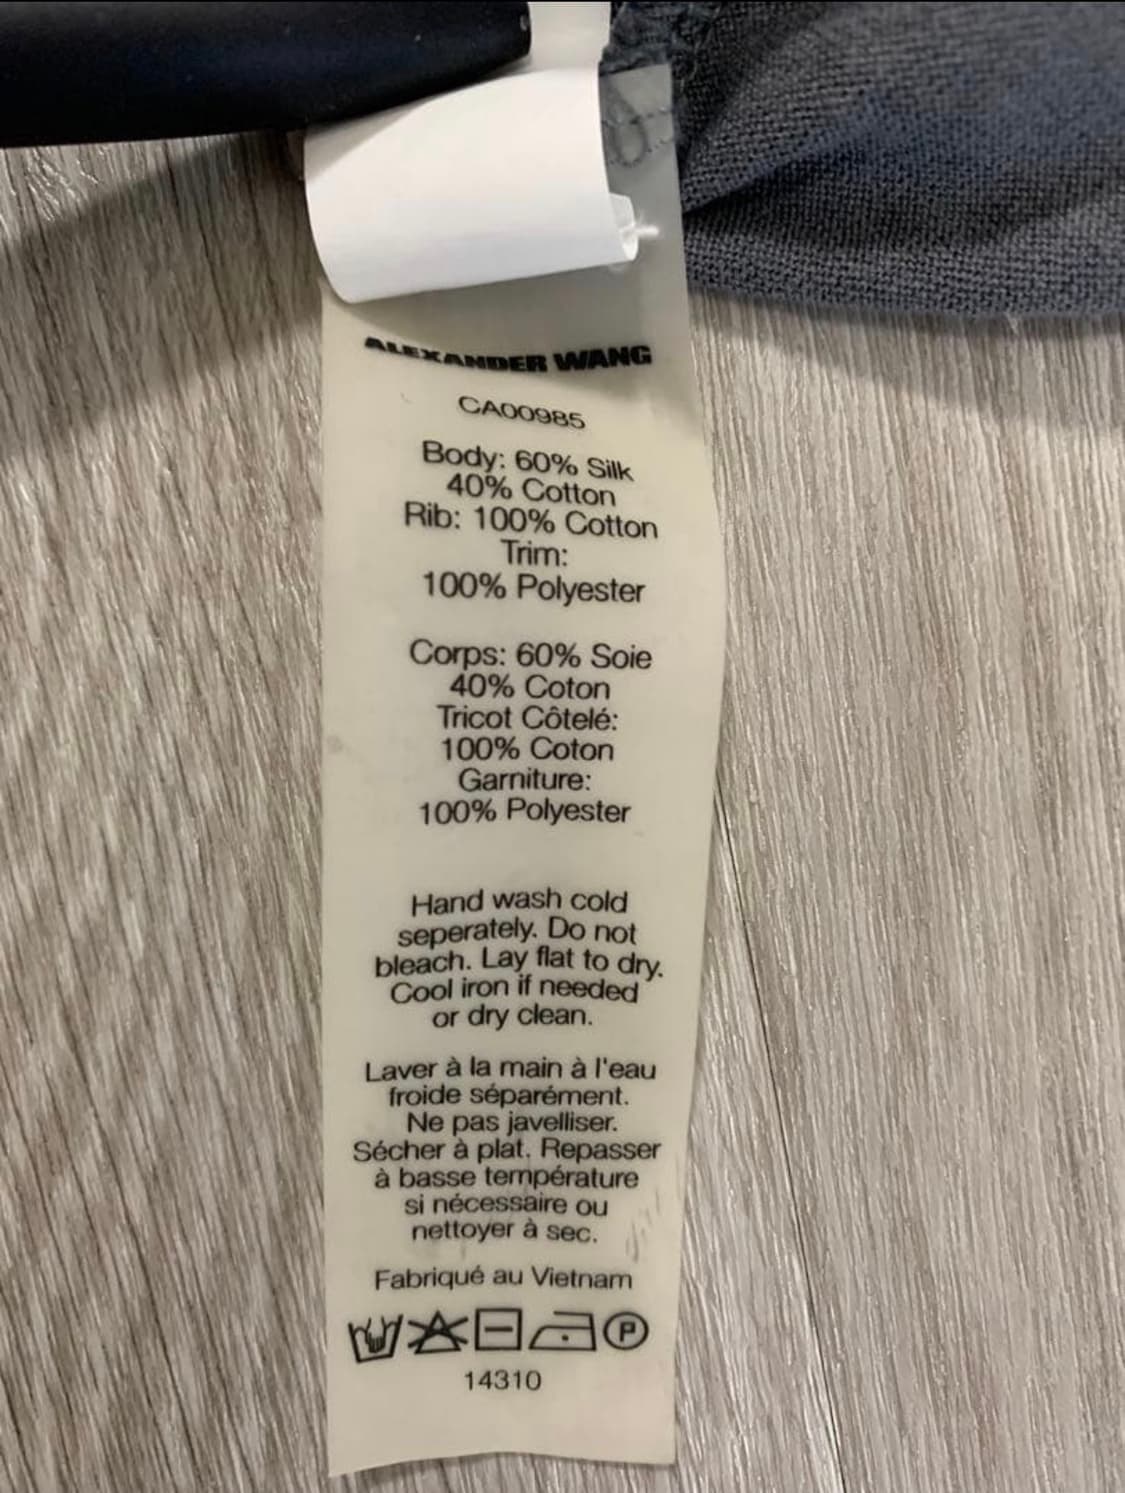 ALEXANDER WANG
CA00985
Body: 60% Silk
40% Cotton
Rib: 100% Cotton
Trim:
100% Polyester
Corps: 60% Soie
40% Coton
Tricot Côtelé:
100% Coton
Garniture:
100% Polyester
Hand wash cold
seperately. Do not
bleach. Lay flat to dry.
Cool iron if needed
or dry clean.
Laver à la main à l'eau
froide séparément.
Ne pas javelliser.
Sécher à plat. Repasser
à basse température
si nécessaire ou
nettoyer à sec.
Fabriqué au Vietnam
P
14310